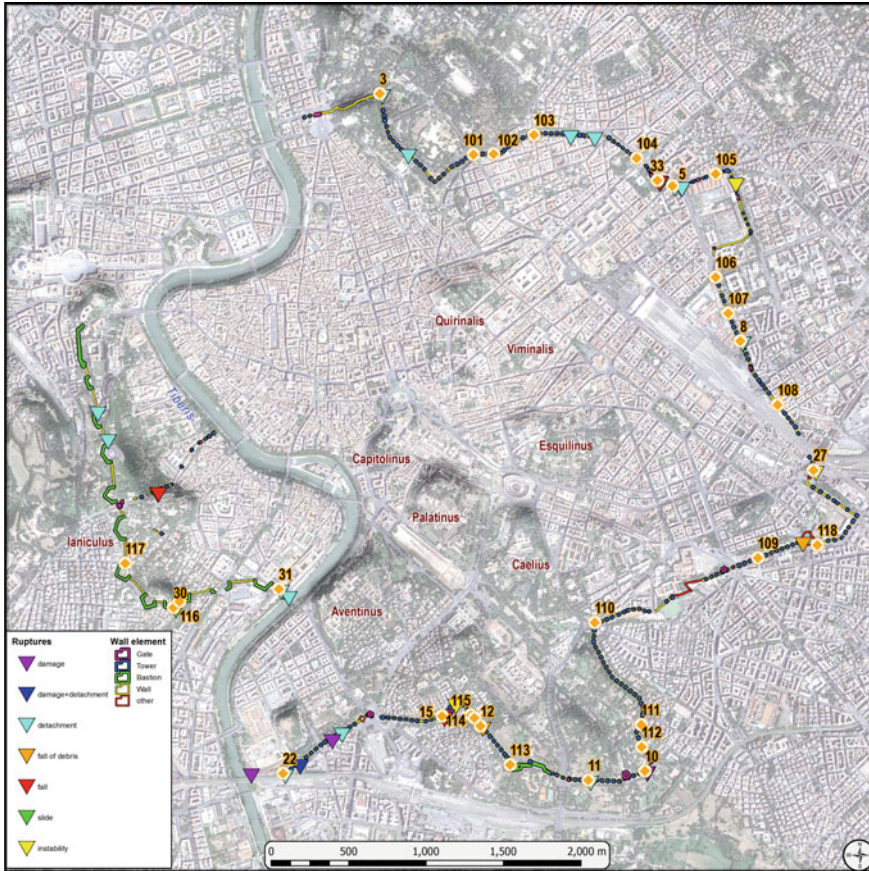 3
103
101
102
104
33
5
105
106
107
Quirinalis
8
Viminalis
108
Tiberis
Esquilinus
Capitolinus
27
Palatinus
Ianiculus
117
Caelius
109
118
31
30
116
Aventinus
110
15
115
114
12
111
112
113
11
10
22
Ruptures
damage
damage+detachment
detachment
fall of debris
fall
slide
instability
Wall element
Gate
Tower
Bastion
Wall
other
0 500 1,000 2,000 m